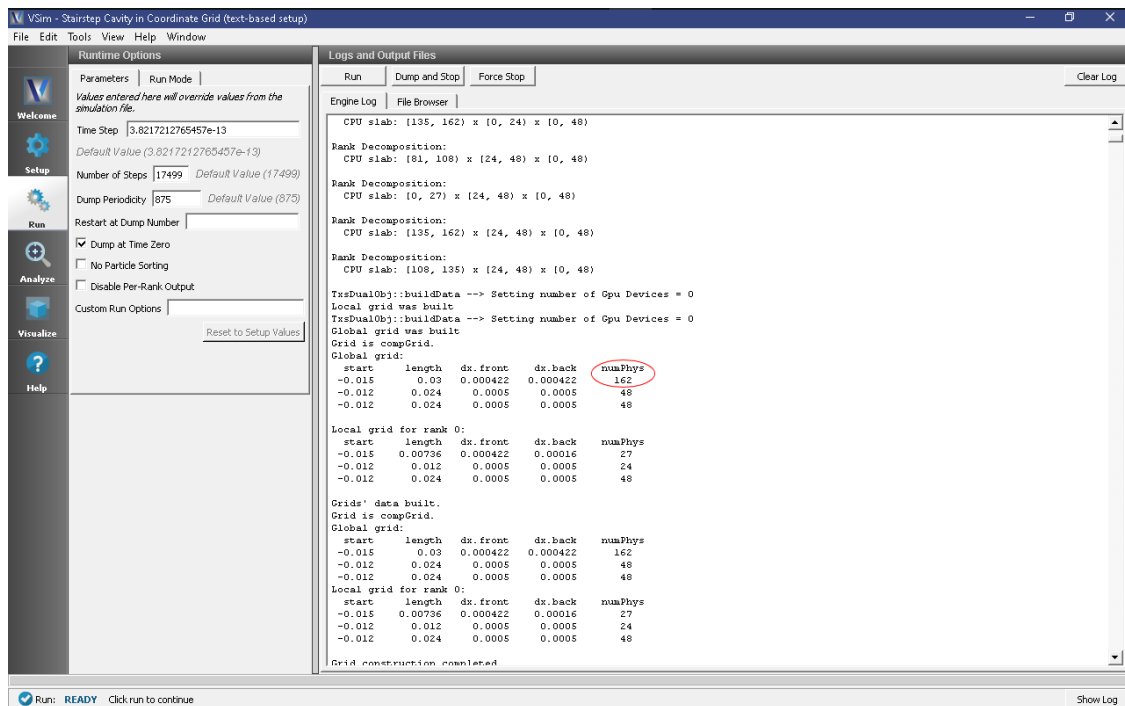 VSim - Stairstep Cavity in Coordinate Grid (text-based setup)
File Edit Tools View Help Window
Welcome
Setup
Run
Analyze
Visualize
Help
Runtime Options
Parameters Run Mode
Values entered here will override values from the
simulation file.
Time Step 3.8217212765457e-13
Default Value (3.8217212765457e-13)
Number of Steps 17499 Default Value (17499)
Dump Periodicity 875 Default Value (875)
Restart at Dump Number
Dump at Time Zero
No Particle Sorting
Disable Per-Rank Output
Custom Run Options
Reset to Setup Values
Logs and Output Files
Run Dump and Stop Force Stop Clear Log
Engine Log File Browser
CPU slab: [135, 162) x [0, 24) x [0, 48)
Rank Decomposition:
CPU slab: [81, 108) x [24, 48) x [0, 48)
Rank Decomposition:
CPU slab: [0, 27) x [24, 48) x [0, 48)
Rank Decomposition:
CPU slab: [135, 162) x [24, 48) x [0, 48)
Rank Decomposition:
CPU slab: [108, 135) x [24, 48) x [0, 48)
TxsDualObj::buildData --> Setting number of Gpu Devices = 0
Local grid was built
TxsDualObj::buildData --> Setting number of Gpu Devices = 0
Global grid was built
Grid is compGrid.
Global grid:
start length dx.front dx.back numPhys
-0.015 0.03 0.000422 0.000422 162
-0.012 0.024 0.0005 0.0005 48
-0.012 0.024 0.0005 0.0005 48
Local grid for rank 0:
start length dx.front dx.back numPhys
-0.015 0.00736 0.000422 0.00016 27
-0.012 0.012 0.0005 0.0005 24
-0.012 0.024 0.0005 0.0005 48
Grids' data built.
Grid is compGrid.
Global grid:
start length dx.front dx.back numPhys
-0.015 0.03 0.000422 0.000422 162
-0.012 0.024 0.0005 0.0005 48
-0.012 0.024 0.0005 0.0005 48
Local grid for rank 0:
start length dx.front dx.back numPhys
-0.015 0.00736 0.000422 0.00016 27
-0.012 0.012 0.0005 0.0005 24
-0.012 0.024 0.0005 0.0005 48
Grid construction completed
Run: READY Click run to continue Show Log